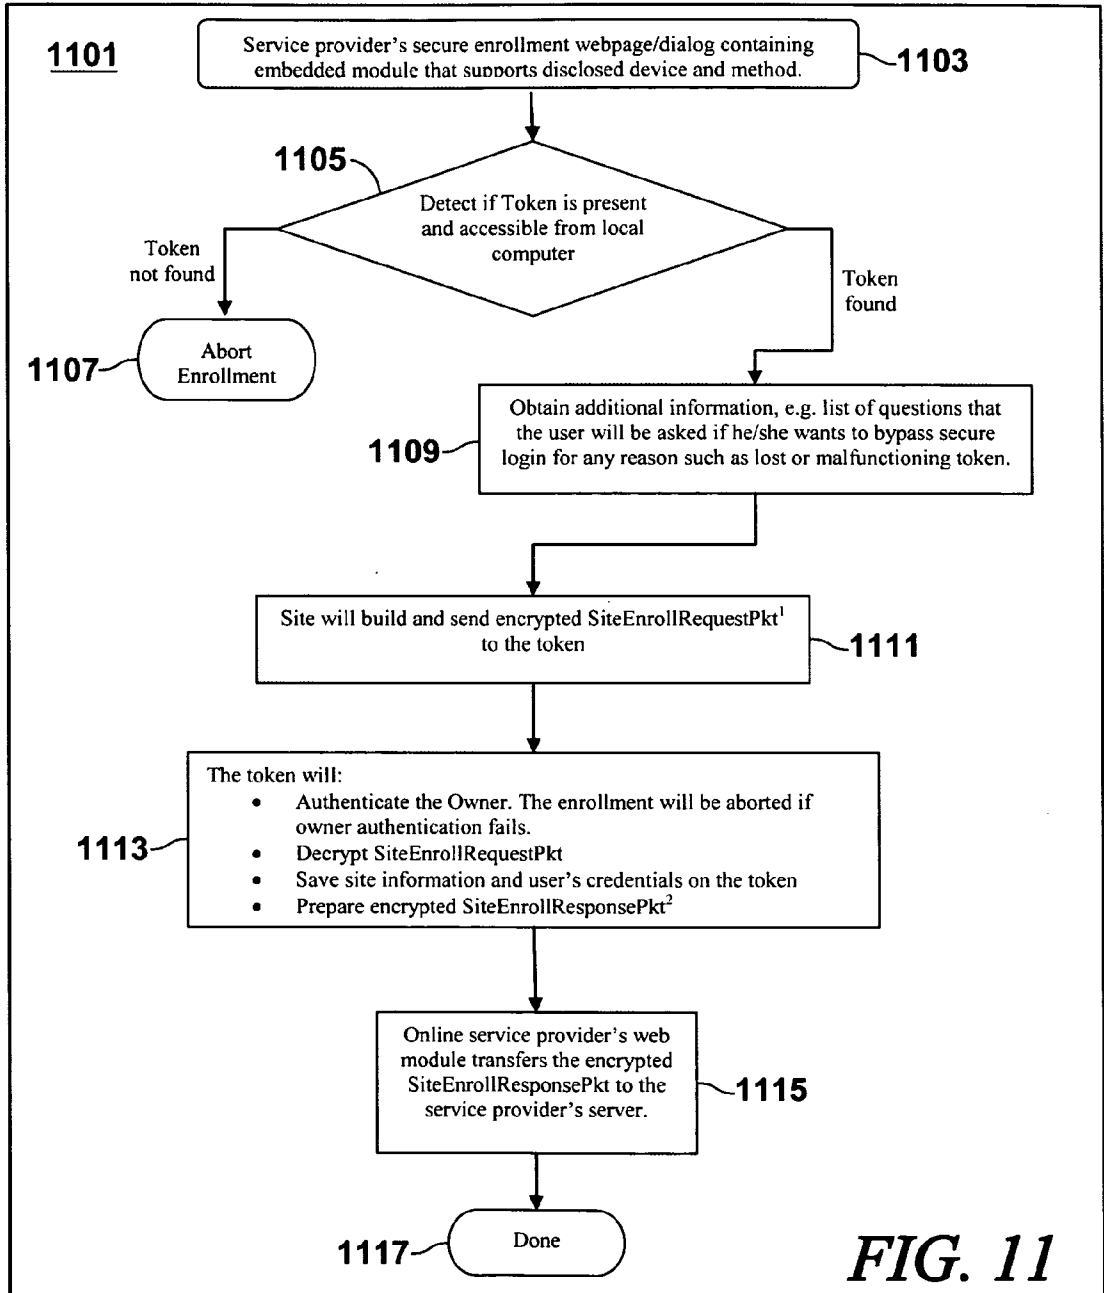 1101
Service provider's secure enrollment webpage/dialog containing
embedded module that supports disclosed device and method.
1103
1105
Detect if Token is present
and accessible from local
computer
Token
not found
Token
found
Abort
Enrollment
1107
Obtain additional information, e.g. list of questions that
the user will be asked if he/she wants to bypass secure
login for any reason such as lost or malfunctioning token.
1109
Site will build and send encrypted SiteEnrollRequestPkt¹
to the token
1111
The token will:
• Authenticate the Owner. The enrollment will be aborted if
owner authentication fails.
• Decrypt SiteEnrollRequestPkt
• Save site information and user's credentials on the token
• Prepare encrypted SiteEnrollResponsePkt²
1113
Online service provider's web
module transfers the encrypted
SiteEnrollResponsePkt to the
service provider's server.
1115
Done
1117
FIG. 11